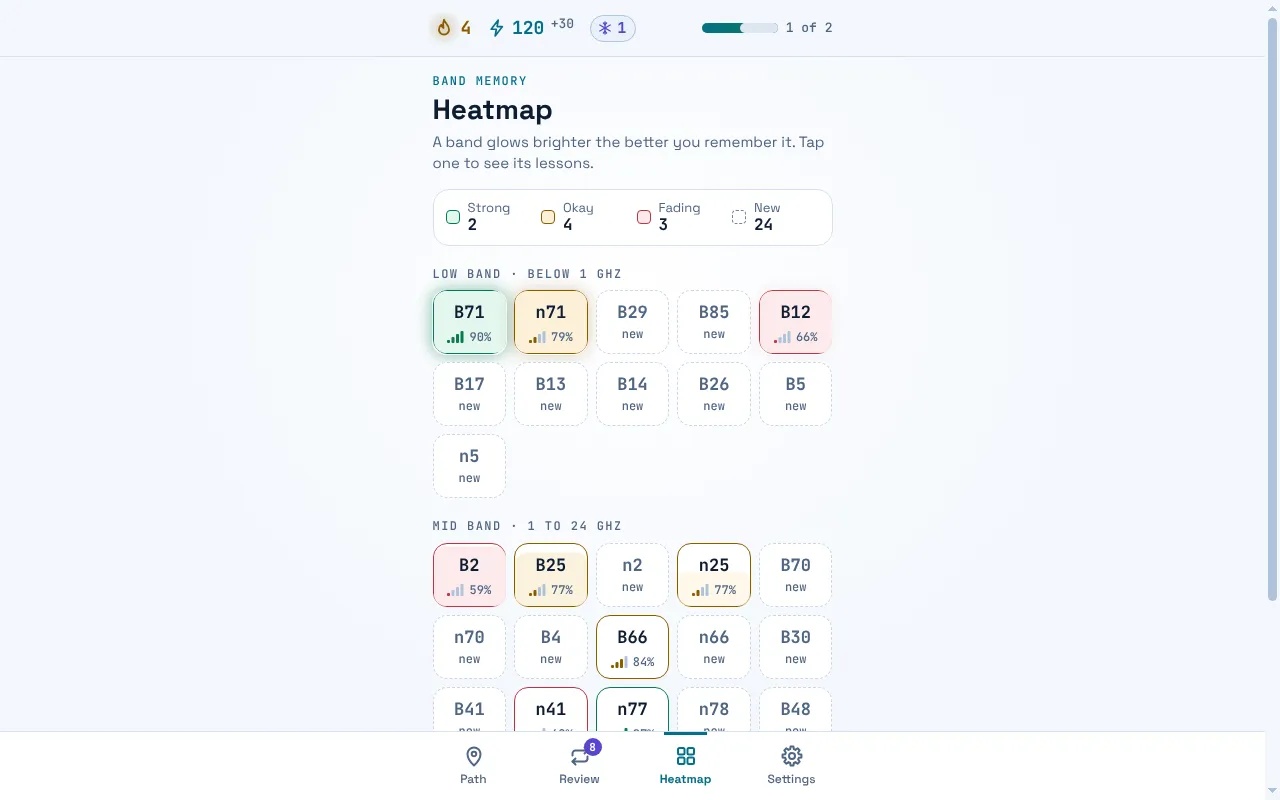 4 120 +30 1 1 of 2
BAND MEMORY
Heatmap
A band glows brighter the better you remember it. Tap
one to see its lessons.
Strong Okay Fading New
2 4 3 24
LOW BAND · BELOW 1 GHZ
B71 n71 B29 B85 B12
90% 79% new new 66%
B17 B13 B14 B26 B5
new new new new new
n5
new
MID BAND · 1 TO 24 GHZ
B2 B25 n2 n25 B70
59% 77% new 77% new
n70 B4 B66 n66 B30
new new 84% new new
B41 n41 n77 n78 B48
new new new
8
Path Review Heatmap Settings